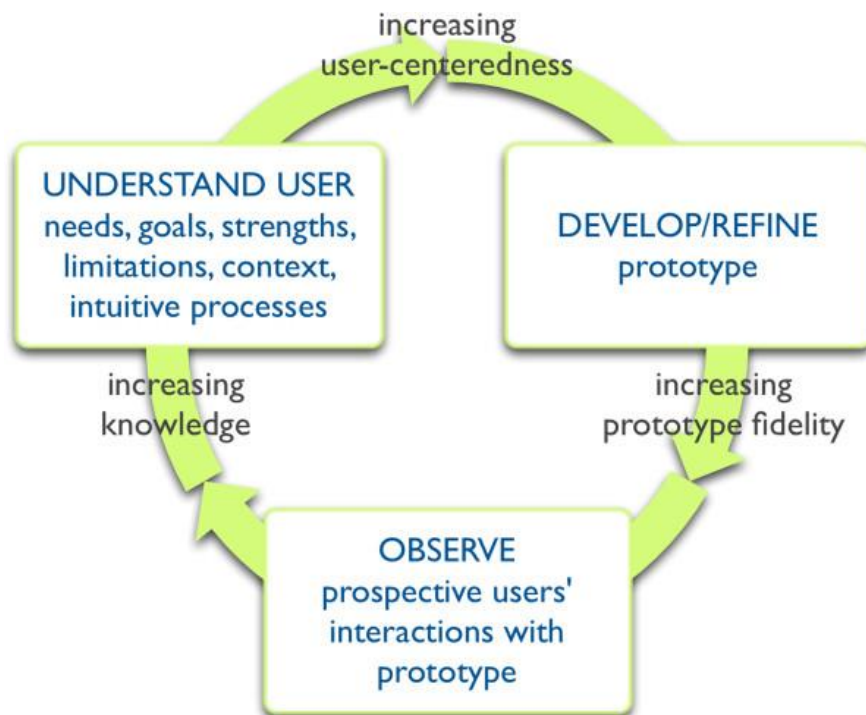 increasing
user-centeredness
UNDERSTAND USER
needs, goals, strengths,
limitations, context,
intuitive processes
DEVELOP/REFINE
prototype
increasing
knowledge
increasing
prototype fidelity
OBSERVE
prospective users'
interactions with
prototype